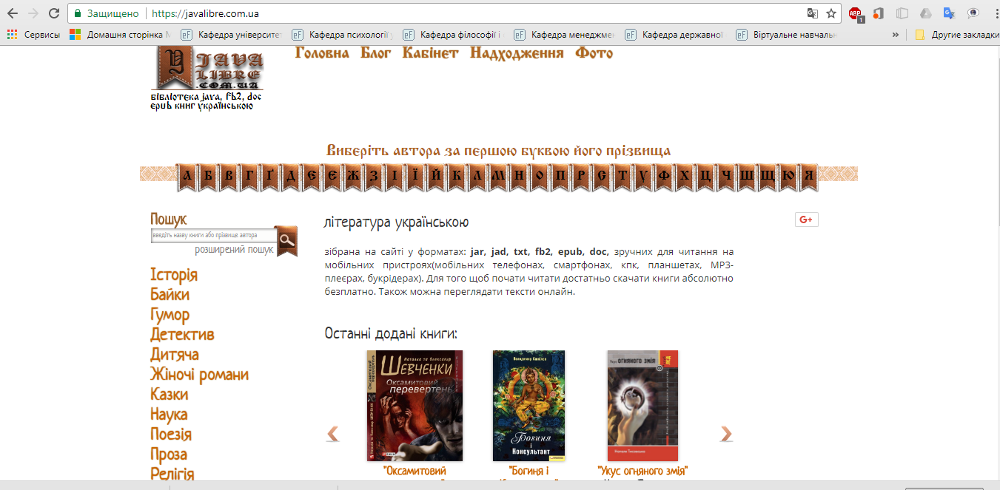 Защищено
https://javalibre.com.ua
ABP
1
Сервисы
Домашня сторінка
Кафедра університет
Кафедра психології
Кафедра філософії і
Кафедра менеджмен
Кафедра державної
Віртуальне навчаль
»
Другие закладки
JAVA
LIBRE
.COM.UA
бібліотека java, fb2, doc
epub книг українською
Головна Блог Кабінет Надходження Фото
Виберіть автора за першою буквою його прізвища
А Б В Г Ґ Д Е Є Ж З І Ї Й К Л М Н О П Р С Т У Ф Х Ц Ч Ш Щ Ю Я
Пошук
введіть назву книги або прізвище автора
розширений пошук
Історія
Байки
Гумор
Детектив
Дитяча
Жіночі романи
Казки
Наука
Поезія
Проза
Релігія
література українською
G+
зібрана на сайті у форматах: jar, jad, txt, fb2, epub, doc, зручних для читання на
мобільних пристроях(мобільних телефонах, смартфонах, кпк, планшетах, MP3-
плеєрах, букрідерах). Для того щоб почати читати достатньо скачати книги абсолютно
безплатно. Також можна переглядати тексти онлайн.
Останні додані книги:
Наталка та Олександр
ШЕВЧЕНКИ
Оксамитовий
перевертень
Богиня
і
Консультант
Укус ОГНЯНОГО ЗМІЯ
"Оксамитовий
"Богиня і
"Укус огняного змія"